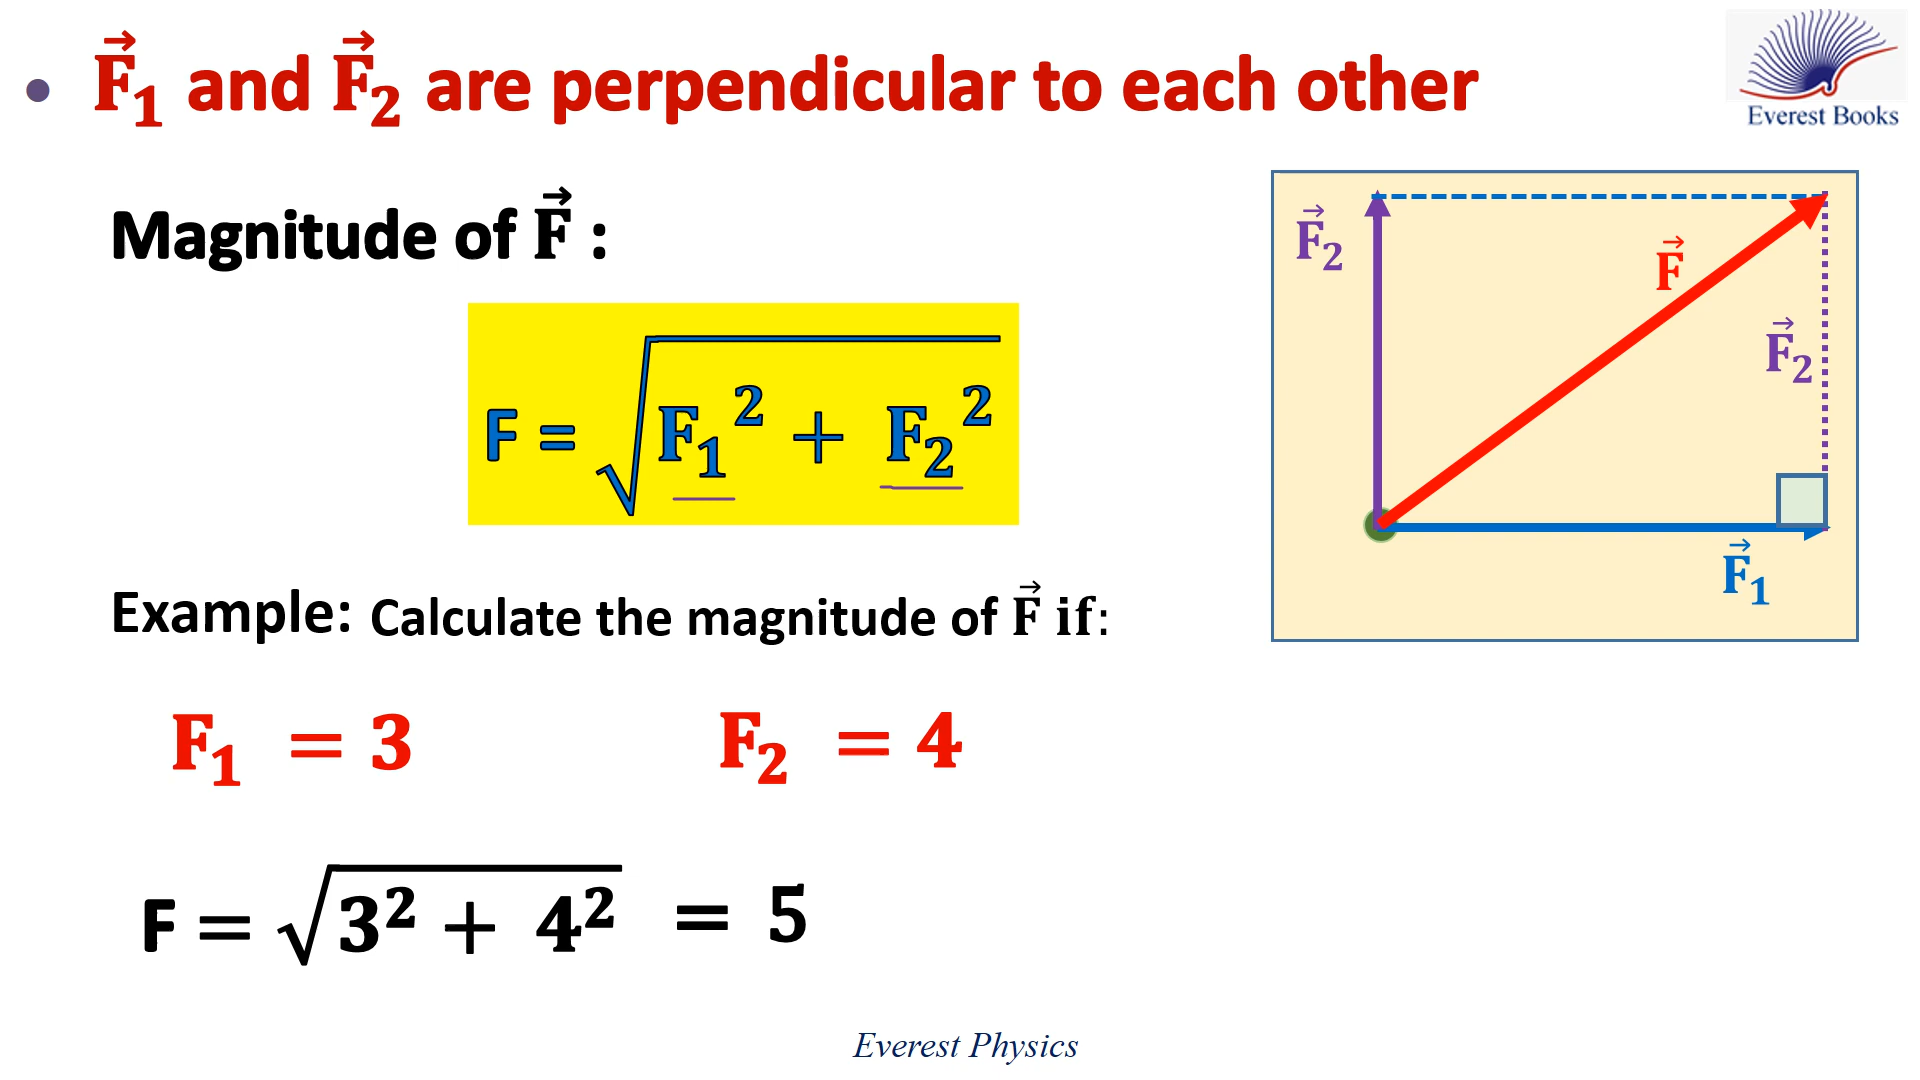 • F⃗₁ and F⃗₂ are perpendicular to each other
Everest Books
Magnitude of F⃗ :
F = √(F₁² + F₂²)
F⃗₂
F⃗
F⃗₂
F⃗₁
Example: Calculate the magnitude of F⃗ if:
F₁ = 3 F₂ = 4
F = √(3² + 4²) = 5
Everest Physics